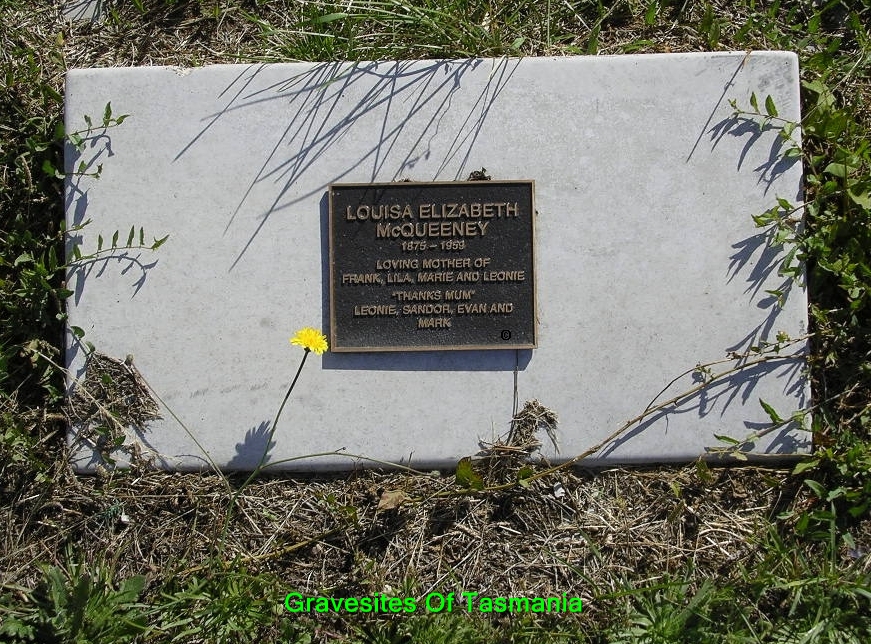 LOUISA ELIZABETH
McQUEENEY
1875 – 1959
LOVING MOTHER OF
FRANK, LILA, MARIE AND LEONIE
"THANKS MUM"
LEONIE, SANDOR, EVAN AND
MARK
Gravesites Of Tasmania